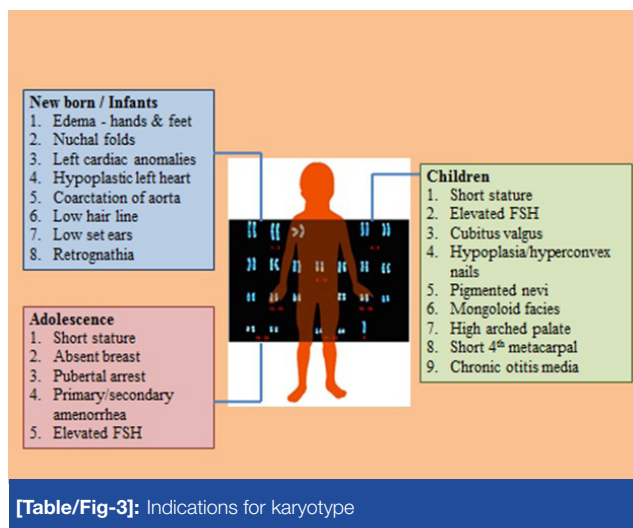 New born / Infants
1. Edema - hands & feet
2. Nuchal folds
3. Left cardiac anomalies
4. Hypoplastic left heart
5. Coarctation of aorta
6. Low hair line
7. Low set ears
8. Retrognathia
Adolescence
1. Short stature
2. Absent breast
3. Pubertal arrest
4. Primary/secondary
amenorrhea
5. Elevated FSH
Children
1. Short stature
2. Elevated FSH
3. Cubitus valgus
4. Hypoplasia/hyperconvex
nails
5. Pigmented nevi
6. Mongoloid facies
7. High arched palate
8. Short 4th metacarpal
9. Chronic otitis media
[Table/Fig-3]: Indications for karyotype